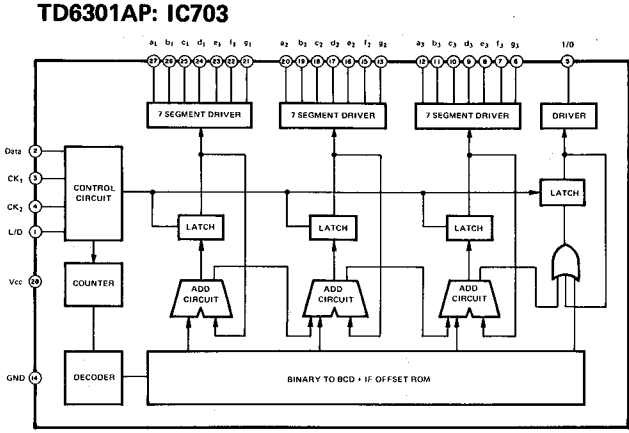 TD6301AP: IC703
a₁ b₁ c₁ d₁ e₁ f₁ g₁ a₂ b₂ c₂ d₂ e₂ f₂ g₂ a₃ b₃ c₃ d₃ e₃ f₃ g₃ 1/0
27 26 25 24 23 22 21 20 19 18 17 16 15 13 12 11 10 9 8 7 6 5
7 SEGMENT DRIVER 7 SEGMENT DRIVER 7 SEGMENT DRIVER DRIVER
Data 2
CK₁ 3
CONTROL
CIRCUIT
CK₂ 4
L/D 1
LATCH
LATCH LATCH LATCH
Vcc 28
COUNTER
ADD
CIRCUIT
ADD
CIRCUIT
ADD
CIRCUIT
GND 14
DECODER
BINARY TO BCD + IF OFFSET ROM